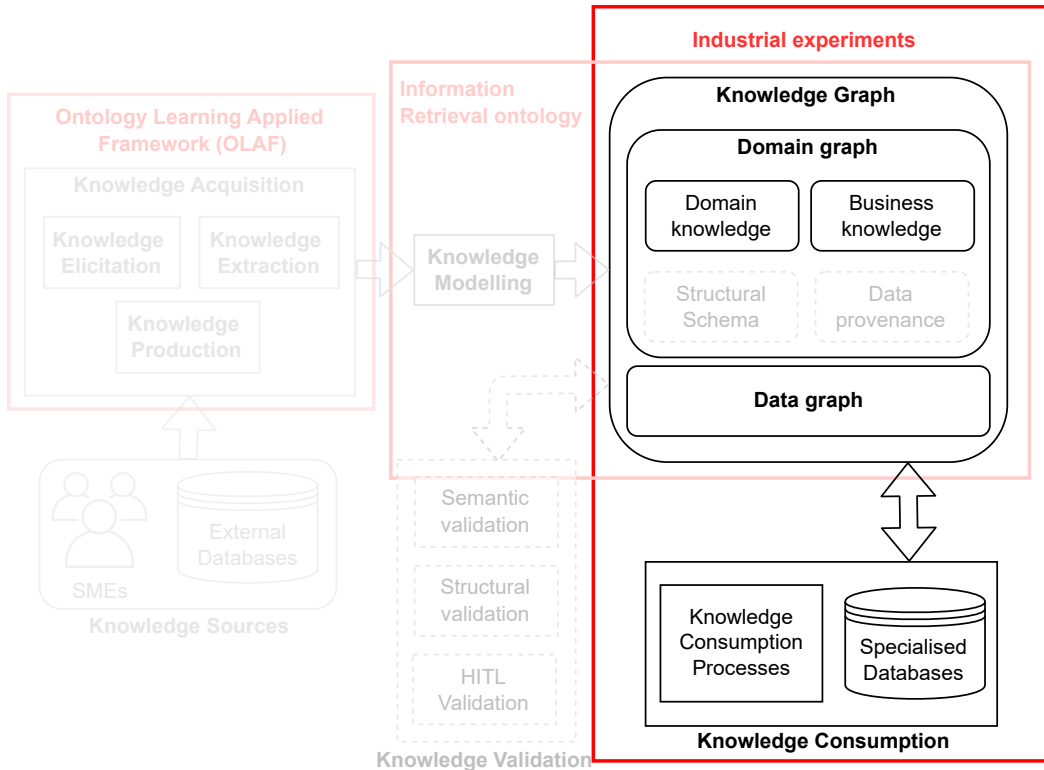 Industrial experiments
Information
Retrieval ontology
Knowledge Graph
Ontology Learning Applied
Framework (OLAF)
Domain graph
Knowledge Acquisition
Domain
knowledge
Business
knowledge
Knowledge
Elicitation
Knowledge
Extraction
Knowledge
Modelling
Structural
Schema
Data
provenance
Knowledge
Production
Data graph
Semantic
validation
External
Databases
SMEs
Knowledge Sources
Structural
validation
Knowledge
Consumption
Processes
Specialised
Databases
HITL
Validation
Knowledge Consumption
Knowledge Validation